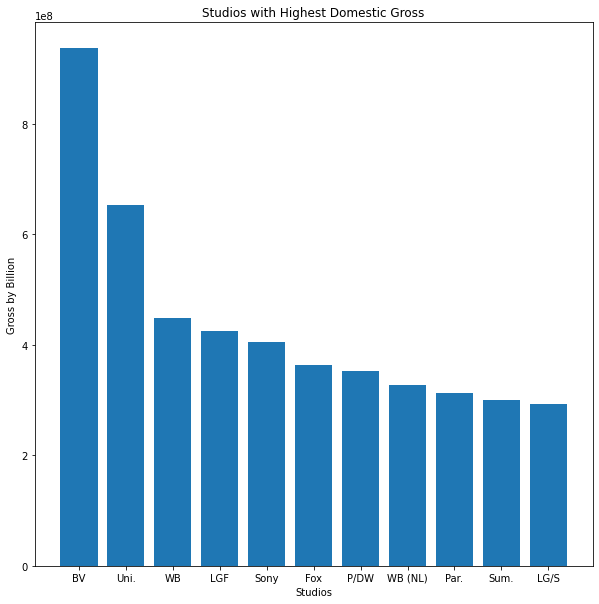 Studios with Highest Domestic Gross
1e8
8
6
4
2
0
Gross by Billion
BV Uni. WB LGF Sony Fox P/DW WB (NL) Par. Sum. LG/S
Studios